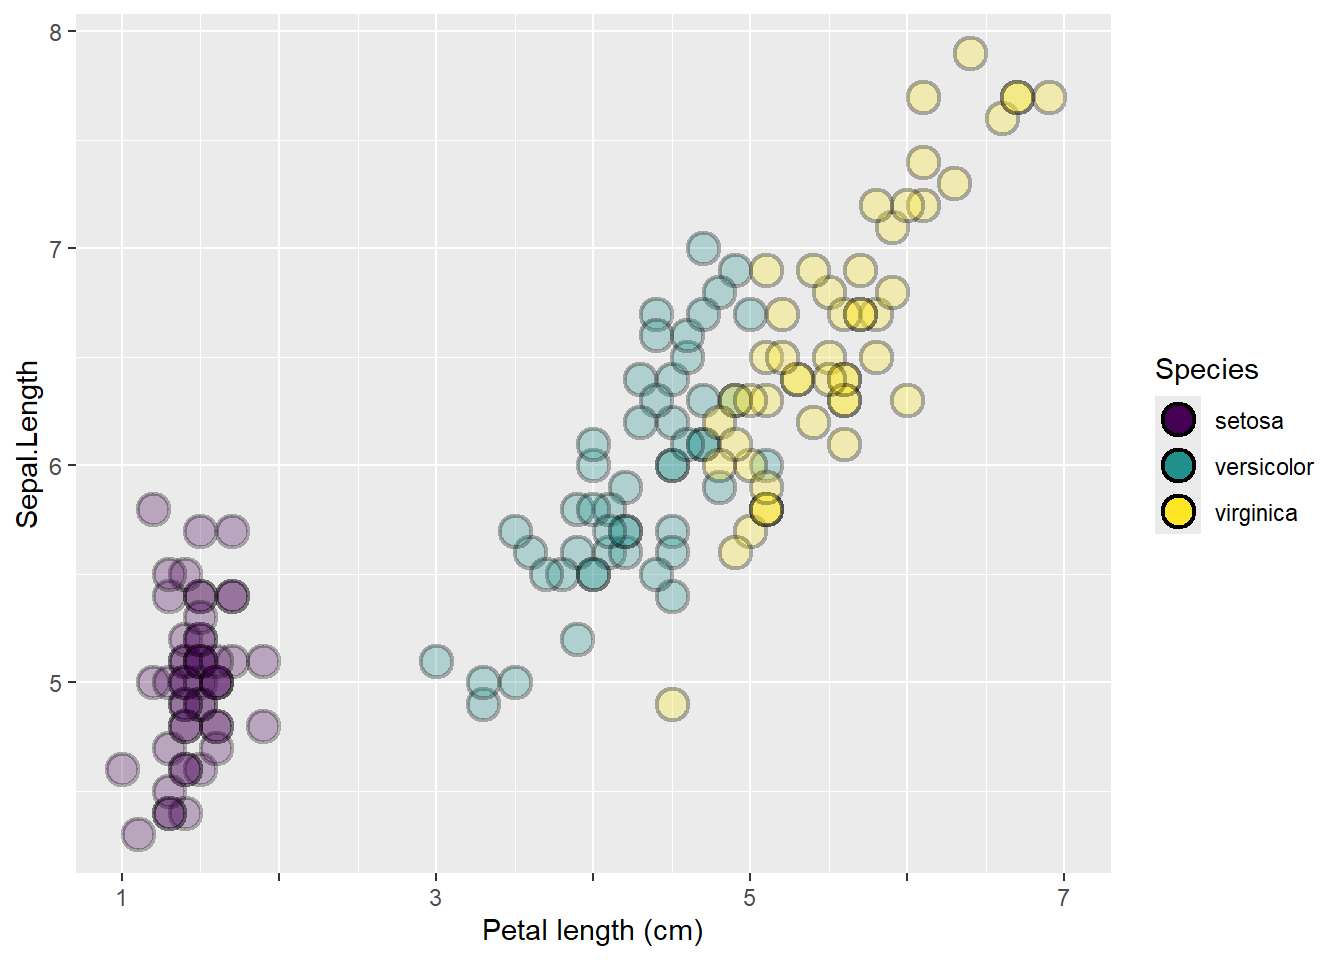 8
7
6
5
Sepal.Length
1
3
5
7
Petal length (cm)
Species
setosa
versicolor
virginica